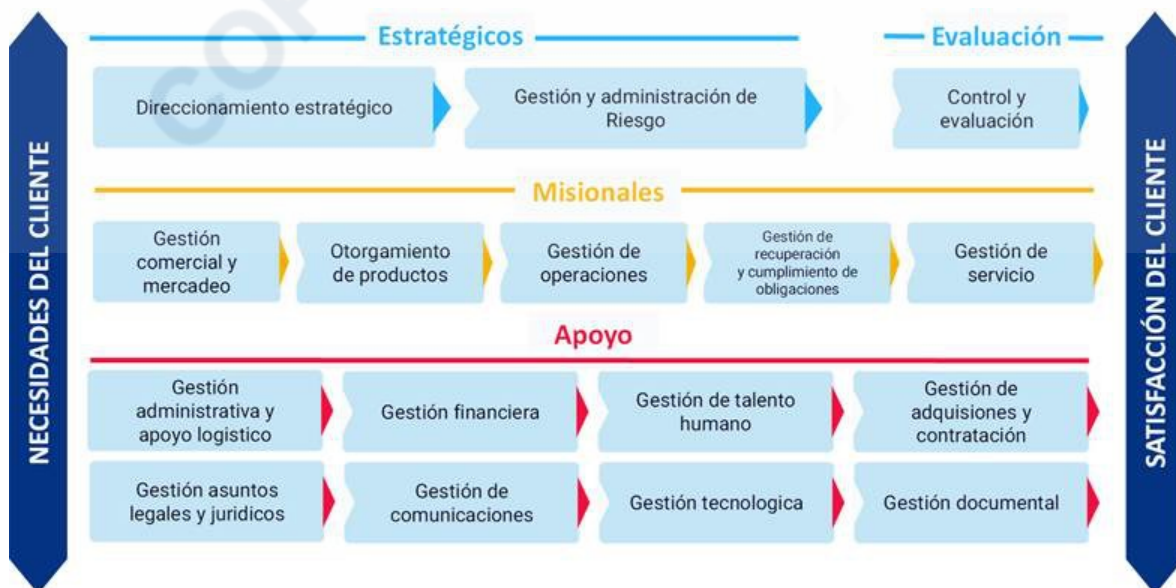 COP
Estratégicos
Evaluación
Direccionamiento estratégico
Gestión y administración de
Riesgo
Control y
evaluación
NECESIDADES DEL CLIENTE
SATISFACCIÓN DEL CLIENTE
Misionales
Gestión
comercial y
mercadeo
Otorgamiento
de productos
Gestión de
operaciones
Gestión de
recuperación
y cumplimiento de
obligaciones
Gestión de
servicio
Apoyo
Gestión
administrativa y
apoyo logistico
Gestión financiera
Gestión de talento
humano
Gestión de
adquisiones y
contratación
Gestión asuntos
legales y juridicos
Gestión de
comunicaciones
Gestión tecnologica
Gestión documental